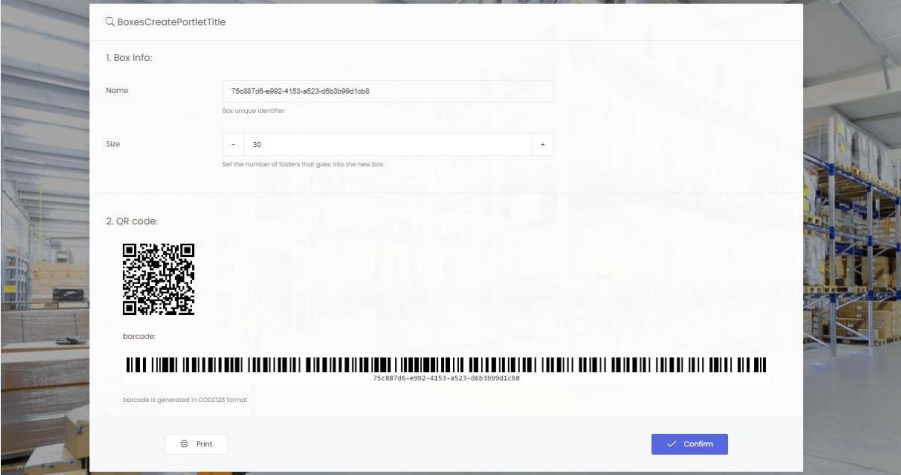 BoxesCreatePortletTitle
1. Box Info:
Name
75c887d6-e992-4153-a523-d6b3b99d1cb8
Box unique identifier
Size
- 30 +
Set the number of folders that goes into the new box
2. QR code:
barcode:
75c887d6-e992-4153-a523-d6b3b99d1cb8
barcode is generated in CODE128 format
Print
Confirm